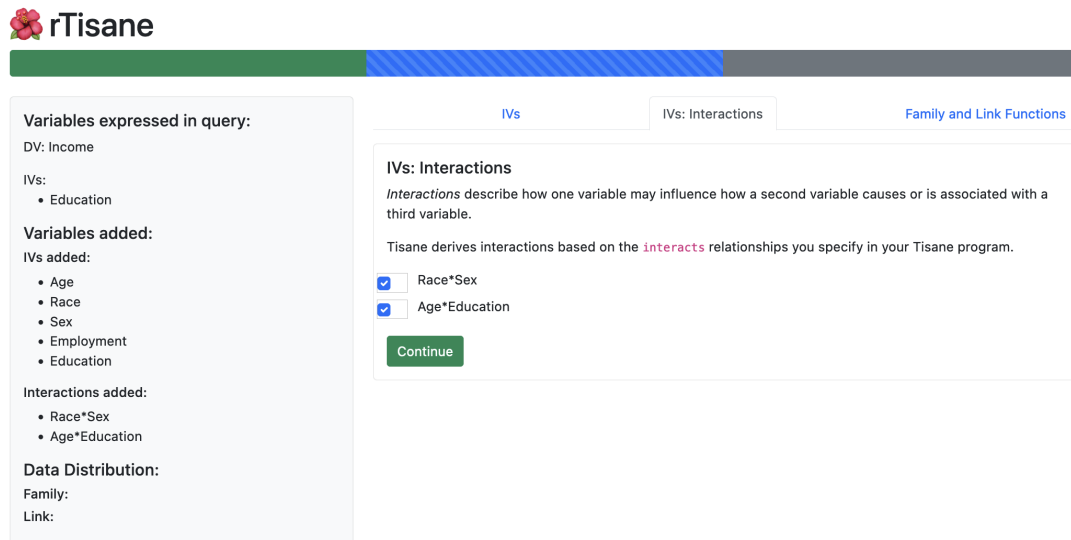 rTisane
Variables expressed in query:
DV: Income
IVs:
Education
Variables added:
IVs added:
Age
Race
Sex
Employment
Education
Interactions added:
Race*Sex
Age*Education
Data Distribution:
Family:
Link:
IVs
IVs: Interactions
Family and Link Functions
IVs: Interactions
Interactions describe how one variable may influence how a second variable causes or is associated with a
third variable.
Tisane derives interactions based on the interacts relationships you specify in your Tisane program.
Race*Sex
Age*Education
Continue